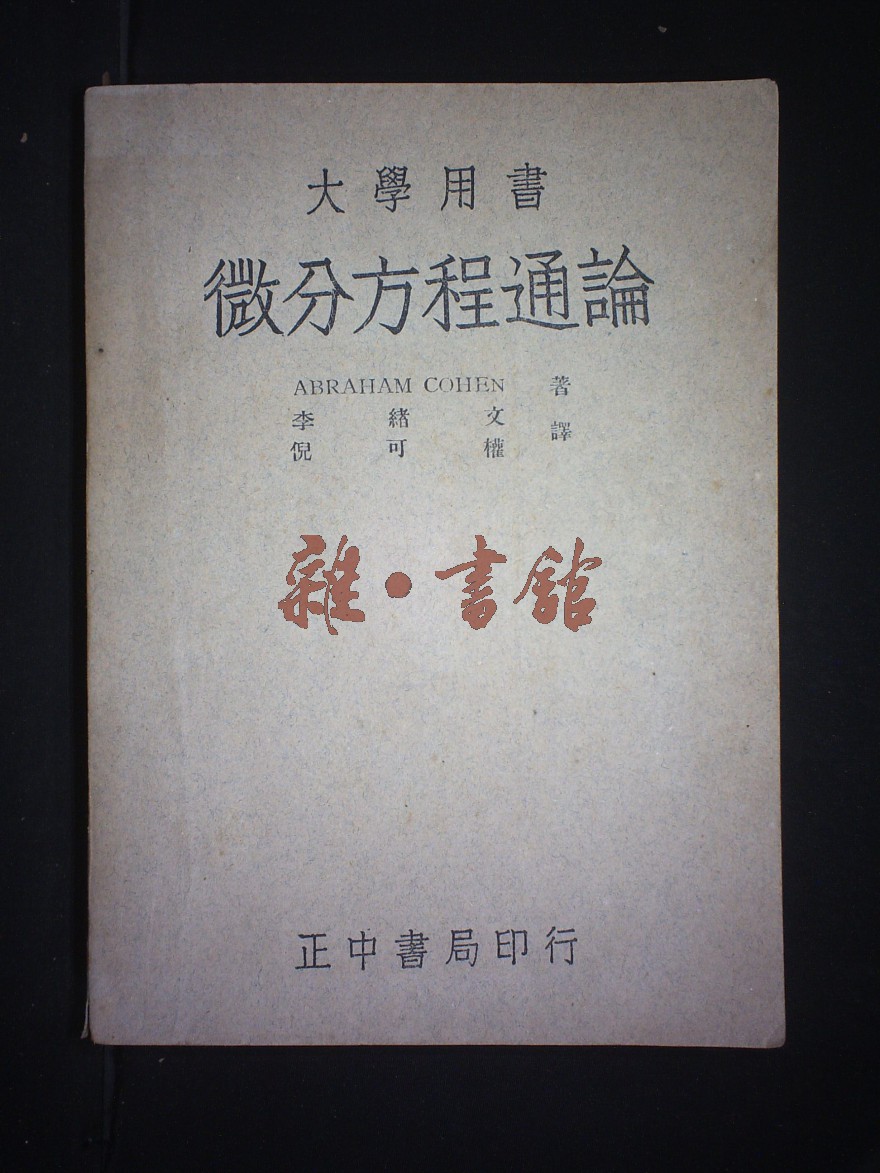 大學用書
微分方程通論
ABRAHAM COHEN 著
李緒文
倪可權 譯
雜·書館
正中書局印行